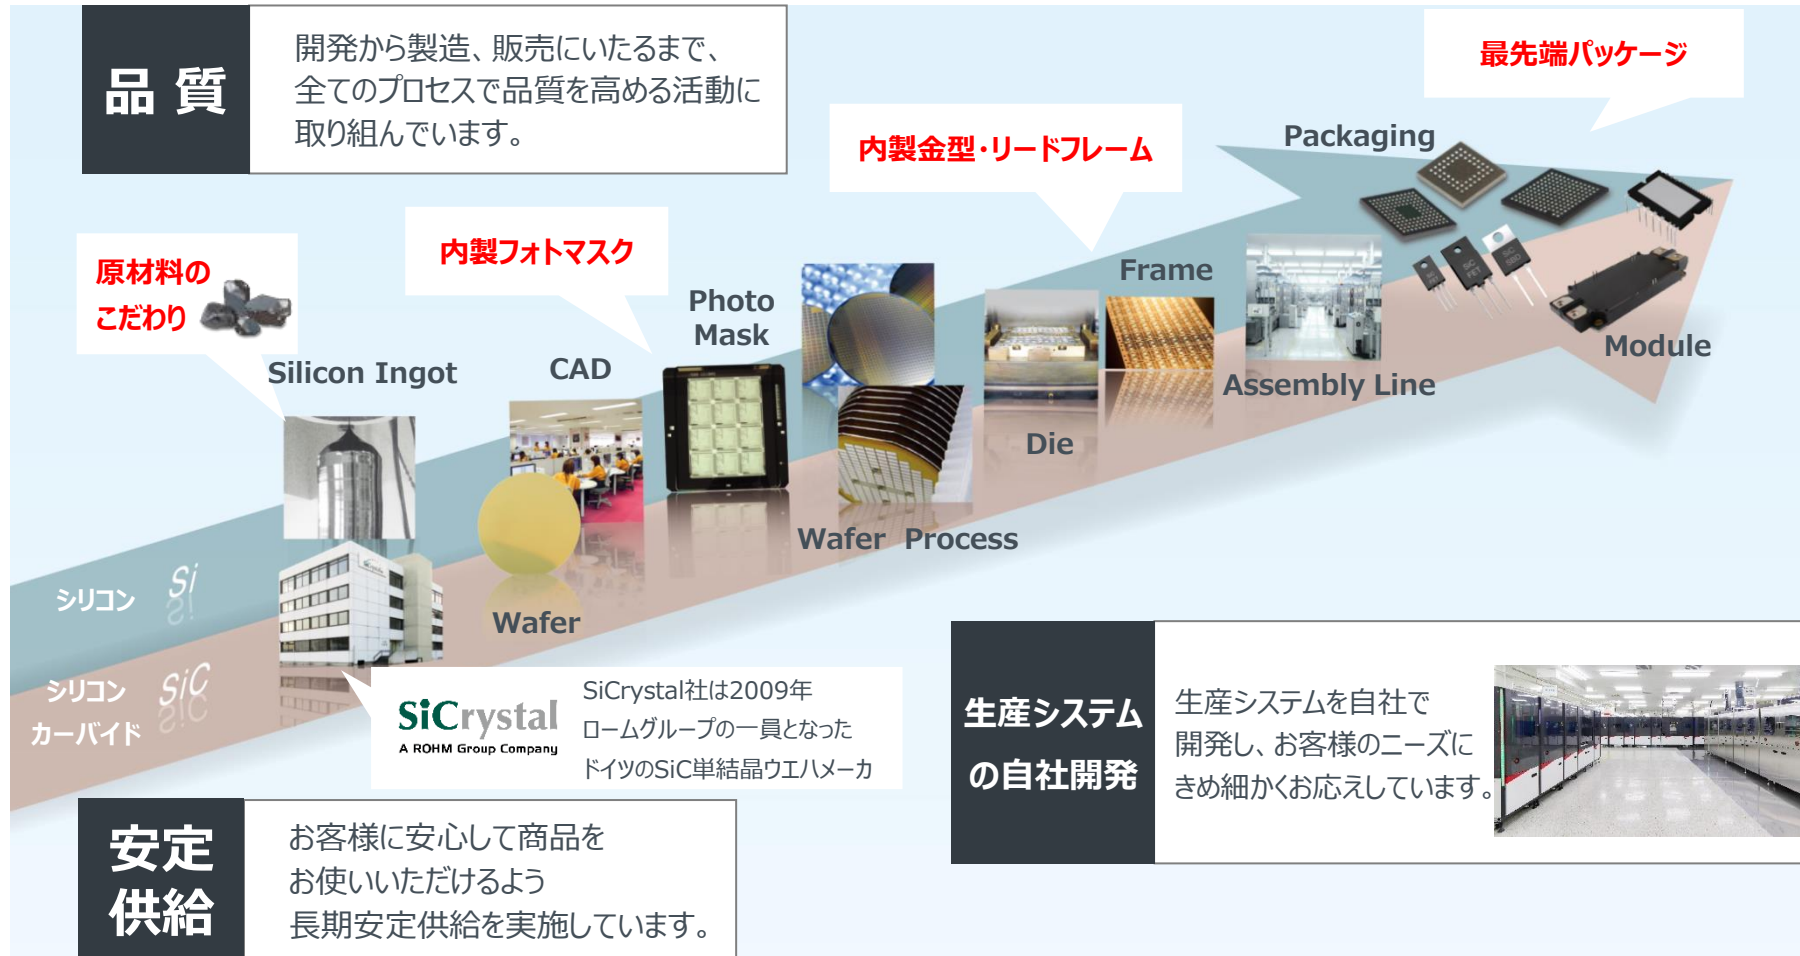 品 質
開発から製造、販売にいたるまで、
全てのプロセスで品質を高める活動に
取り組んでいます。
最先端パッケージ
内製金型・リードフレーム
Packaging
内製フォトマスク
原材料の
こだわり
Photo
Mask
Frame
Silicon Ingot
CAD
Assembly Line
Module
Die
SiC
FET
SiC
SBD
Wafer Process
Wafer
シリコン
Si
シリコン
カーバイド
SiC
SiCrystal
A ROHM Group Company
SiCrystal社は2009年
ロームグループの一員となった
ドイツのSiC単結晶ウエハメーカ
生産システム
の自社開発
生産システムを自社で
開発し、お客様のニーズに
きめ細かくお応えしています。
安定
供給
お客様に安心して商品を
お使いいただけるよう
長期安定供給を実施しています。